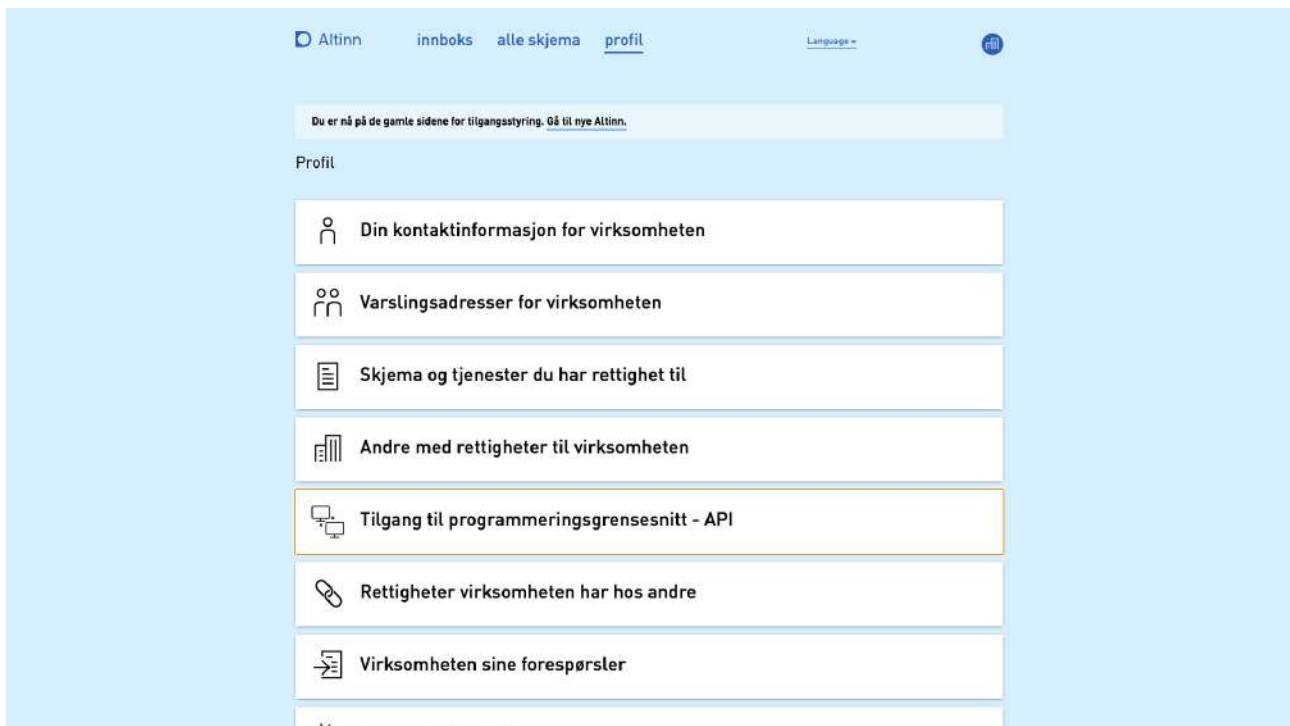 Altinn innboks alle skjema profil Language
Du er nå på de gamle sidene for tilgangsstyring. Gå til nye Altinn.
Profil
Din kontaktinformasjon for virksomheten
Varslingsadresser for virksomheten
Skjema og tjenester du har rettighet til
Andre med rettigheter til virksomheten
Tilgang til programmeringsgrensesnitt - API
Rettigheter virksomheten har hos andre
Virksomheten sine forespørsler